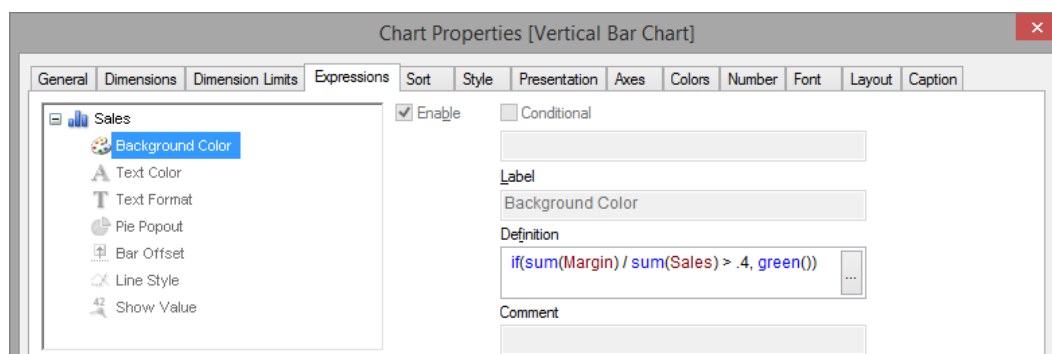 Chart Properties [Vertical Bar Chart]
General Dimensions Dimension Limits Expressions Sort Style Presentation Axes Colors Number Font Layout Caption
Sales
Background Color
Text Color
Text Format
Pie Popout
Bar Offset
Line Style
42 Show Value
Enable Conditional
Label
Background Color
Definition
if(sum(Margin) / sum(Sales) > .4, green())
...
Comment